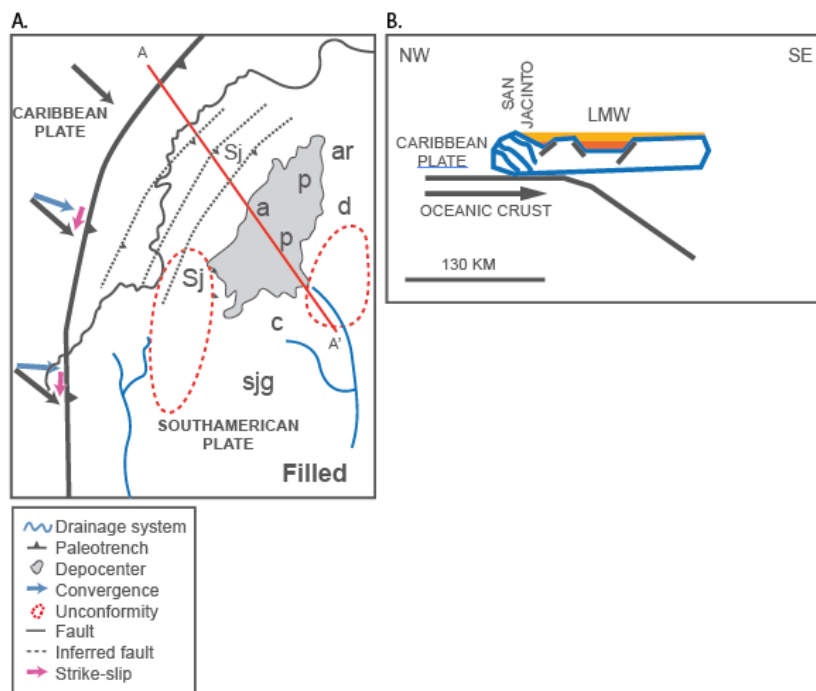 A.
A
CARIBBEAN
PLATE
Sj
ar
p
a
d
p
Sj
c
A'
sjg
SOUTHAMERICAN
PLATE
Filled
Drainage system
Paleotrench
Depocenter
Convergence
Unconformity
Fault
Inferred fault
Strike-slip
B.
NW
SE
SAN
JACINTO
LMW
CARIBBEAN
PLATE
OCEANIC CRUST
130 KM